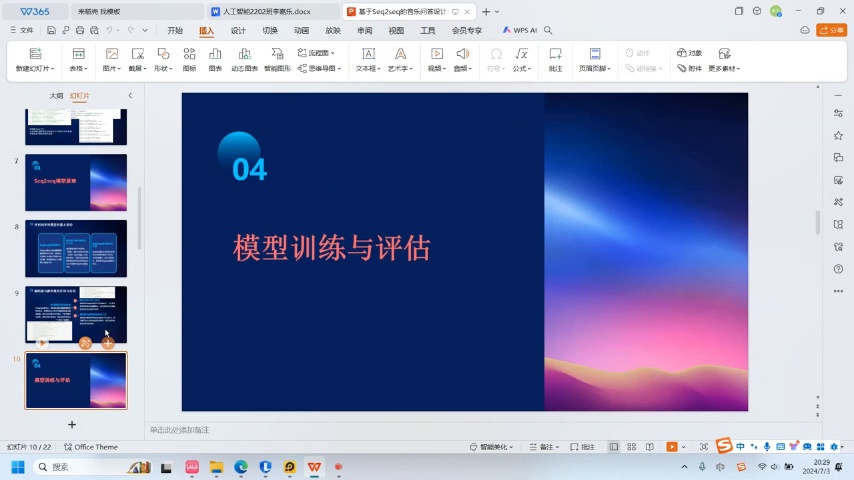 W365
来稻壳 找模板
人工智能2202班李嘉乐.docx
基于Seq2seq的音乐问答设计
文件
开始
插入
设计
切换
动画
放映
审阅
视图
工具
会员专享
WPS AI
分享
新建幻灯片
表格
图片
截屏
形状
图标
图表
动态图表
智能图形
流程图
思维导图
文本框
艺术字
视频
音频
符号
公式
批注
页眉页脚
动作
超链接
对象
附件
更多素材
大纲
幻灯片
7
03
Seq2seq模型原理
8
9
10
04
模型训练与评估
04
模型训练与评估
单击此处添加备注
幻灯片 10 / 22
Office Theme
智能美化
备注
批注
中
搜索
20:29
2024/7/3